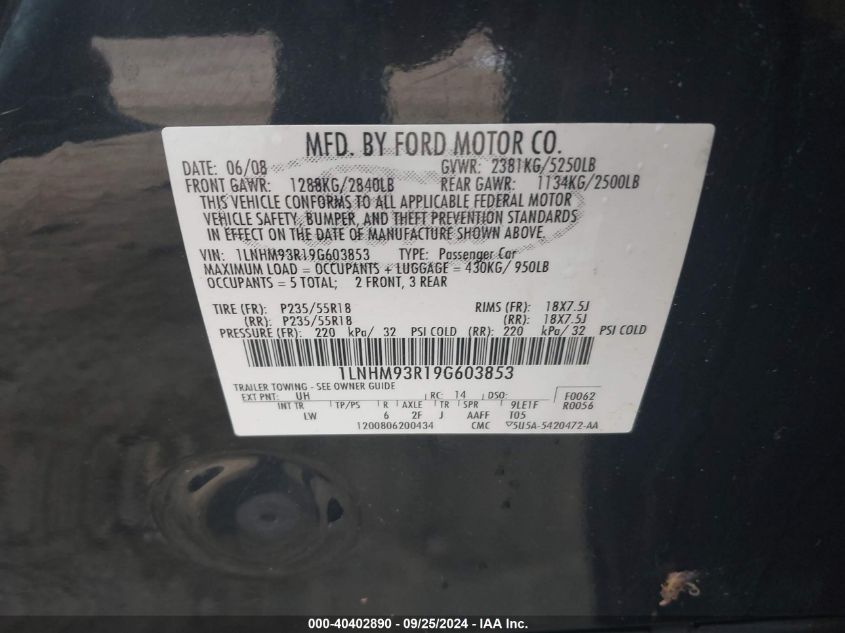 MFD. BY FORD MOTOR CO.
DATE: 06/08 GVWR: 2381KG/5250LB
FRONT GAWR: 1288KG/2840LB REAR GAWR: 1134KG/2500LB
THIS VEHICLE CONFORMS TO ALL APPLICABLE FEDERAL MOTOR
VEHICLE SAFETY, BUMPER, AND THEFT PREVENTION STANDARDS
IN EFFECT ON THE DATE OF MANUFACTURE SHOWN ABOVE.
VIN: 1LNHM93R19G603853 TYPE: Passenger Car
MAXIMUM LOAD = OCCUPANTS + LUGGAGE = 430KG/ 950LB
OCCUPANTS = 5 TOTAL; 2 FRONT, 3 REAR
TIRE (FR): P235/55R18 RIMS (FR): 18X7.5J
(RR): P235/55R18 (RR): 18X7.5J
PRESSURE (FR): 220 kPa/ 32 PSI COLD (RR): 220 kPa/ 32 PSI COLD
1LNHM93R19G603853
TRAILER TOWING - SEE OWNER GUIDE
EXT PNT: UH RC: 14 DSO: F0062
INT TR TP/PS R AXLE TR SPR 9LE1F R0056
LW 6 2F J AAFF T05
1200806200434 CMC ▽5U5A-5420472-AA
000-40402890 - 09/25/2024 - IAA Inc.